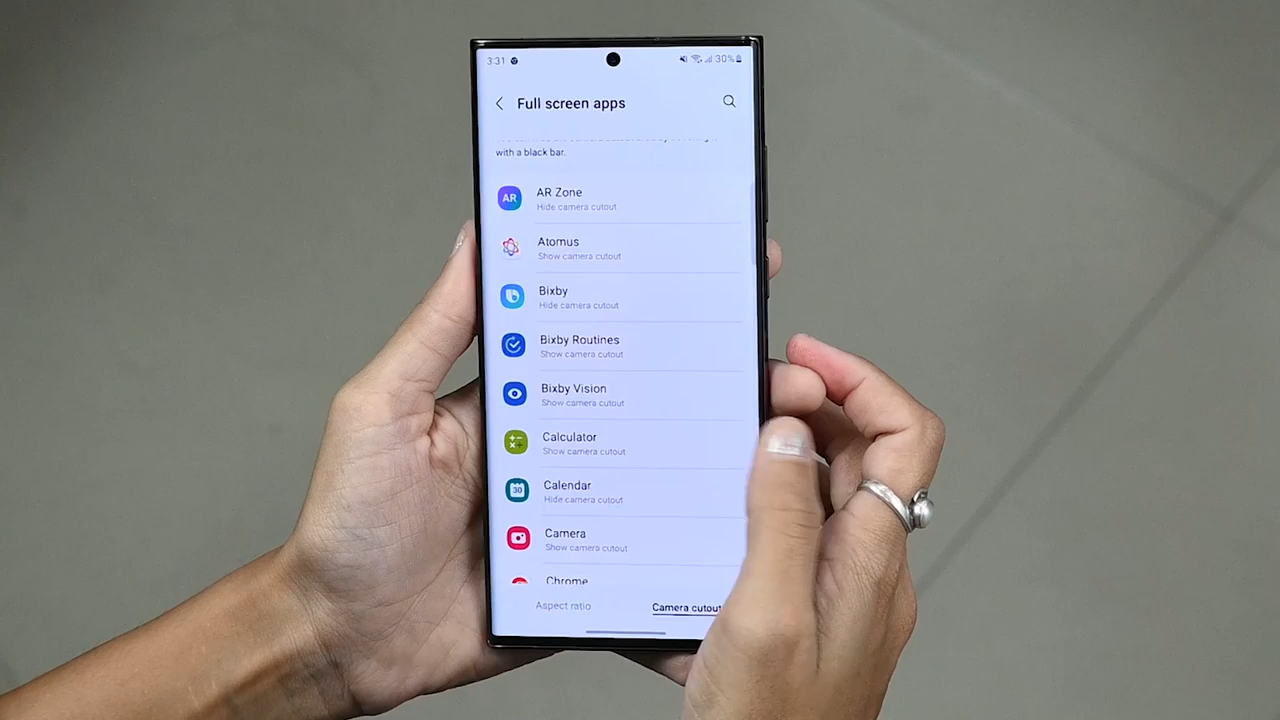 3:31
30%
Full screen apps
with a black bar.
AR
AR Zone
Hide camera cutout
Atomus
Show camera cutout
Bixby
Hide camera cutout
Bixby Routines
Show camera cutout
Bixby Vision
Show camera cutout
Calculator
Show camera cutout
30
Calendar
Hide camera cutout
Camera
Show camera cutout
Chrome
Aspect ratio
Camera cutout